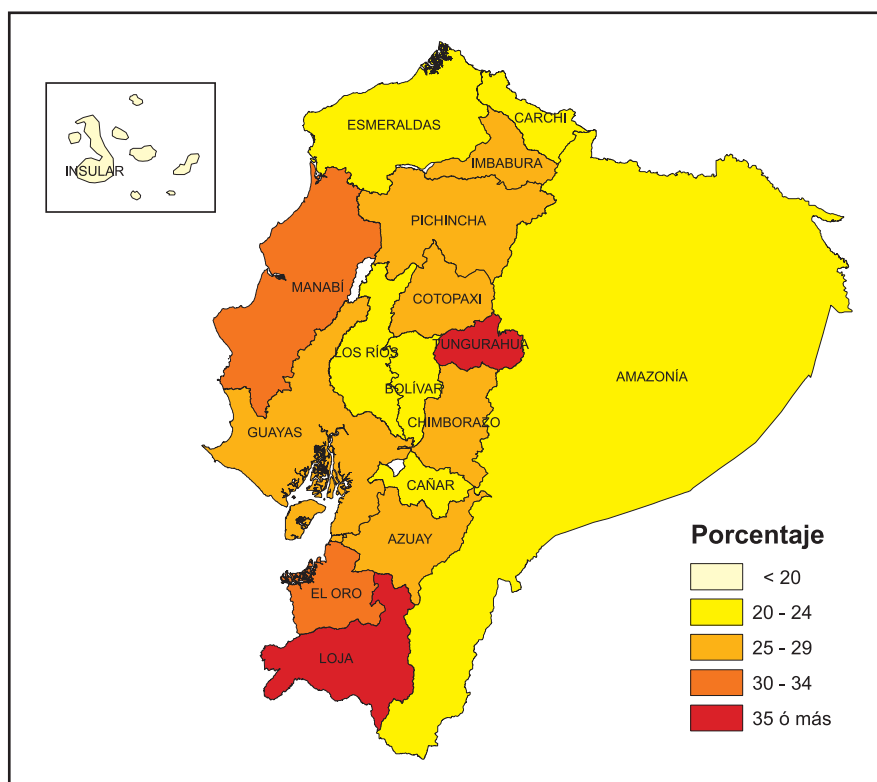 ESMERALDAS
CARCHI
IMBABURA
INSULAR
PICHINCHA
MANABÍ
COTOPAXI
TUNGURAHUA
LOS RÍOS
AMAZONÍA
BOLÍVAR
CHIMBORAZO
GUAYAS
CAÑAR
AZUAY
EL ORO
LOJA
Porcentaje
< 20
20 - 24
25 - 29
30 - 34
35 ó más